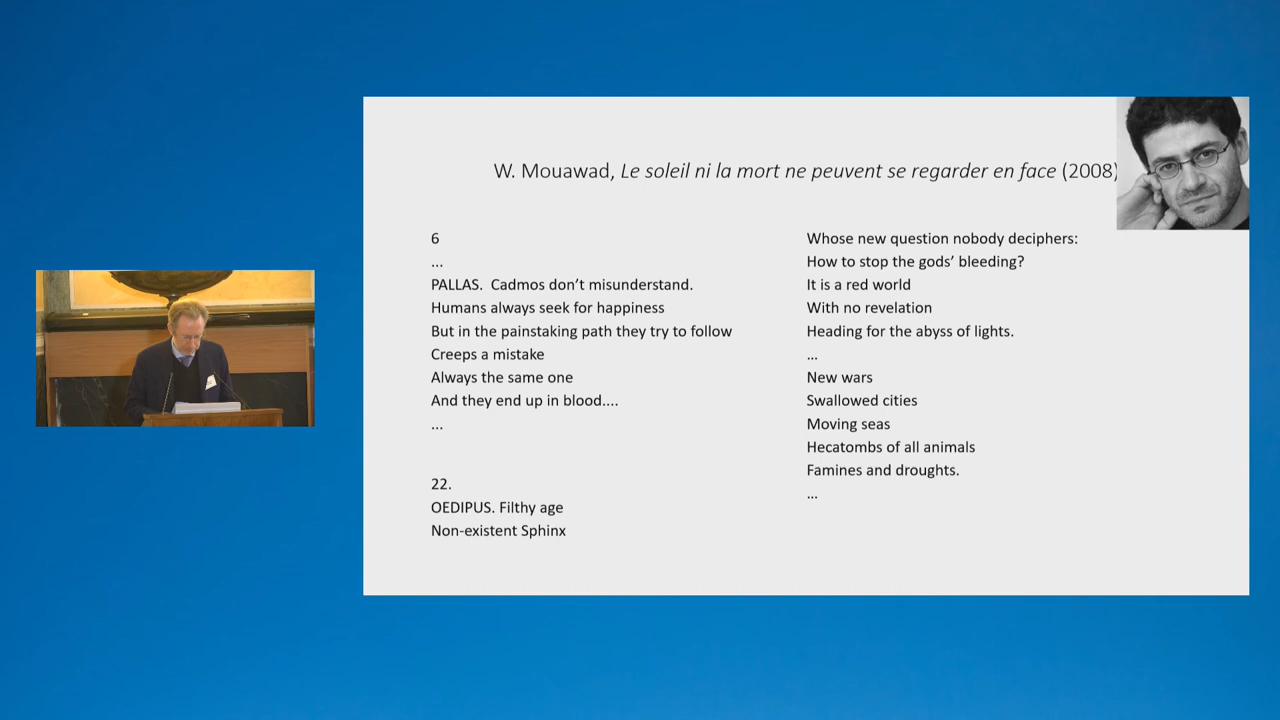 W. Mouawad, Le soleil ni la mort ne peuvent se regarder en face (2008)
6
...
PALLAS.  Cadmos don’t misunderstand.
Humans always seek for happiness
But in the painstaking path they try to follow
Creeps a mistake
Always the same one
And they end up in blood....
...
22.
OEDIPUS. Filthy age
Non-existent Sphinx
Whose new question nobody deciphers:
How to stop the gods’ bleeding?
It is a red world
With no revelation
Heading for the abyss of lights.
...
New wars
Swallowed cities
Moving seas
Hecatombs of all animals
Famines and droughts.
...